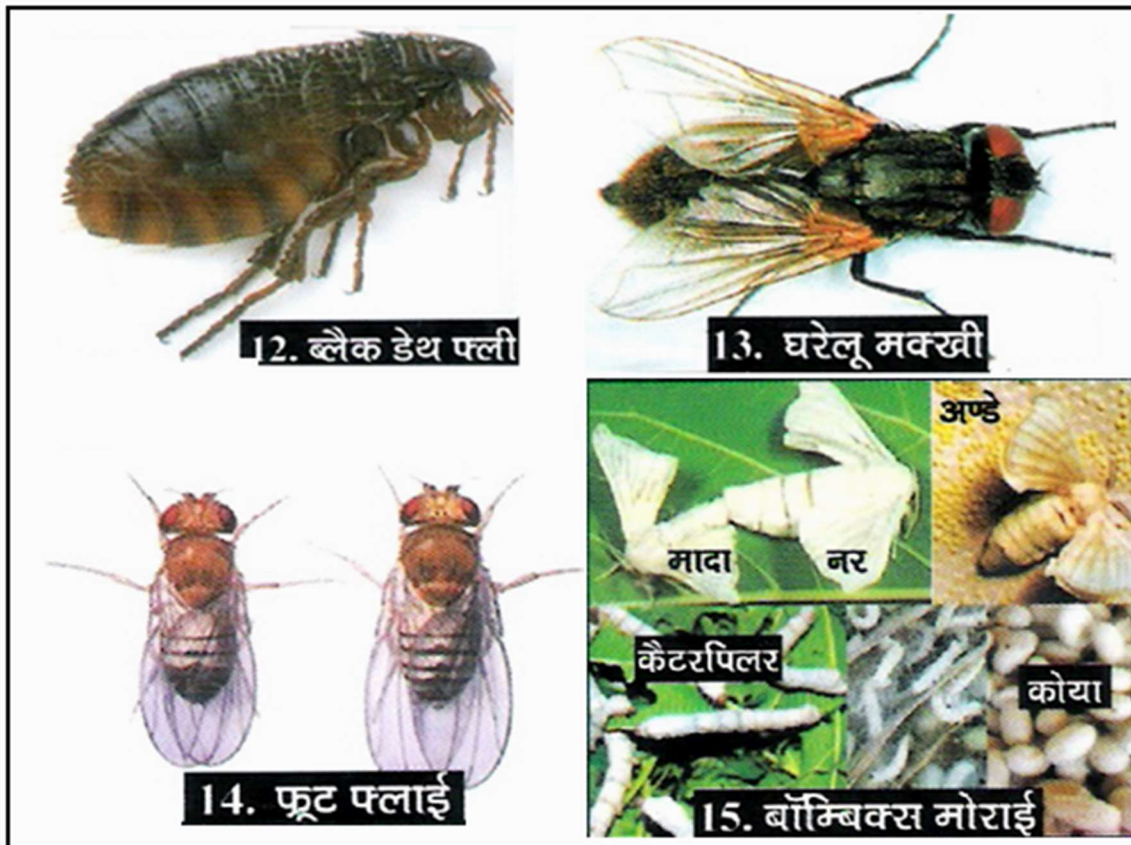 12. ब्लैक डेथ फ्ली
13. घरेलू मक्खी
14. फ्रूट फ्लाई
मादा
नर
अण्डे
कैटरपिलर
कोया
15. बॉम्बिक्स मोराई